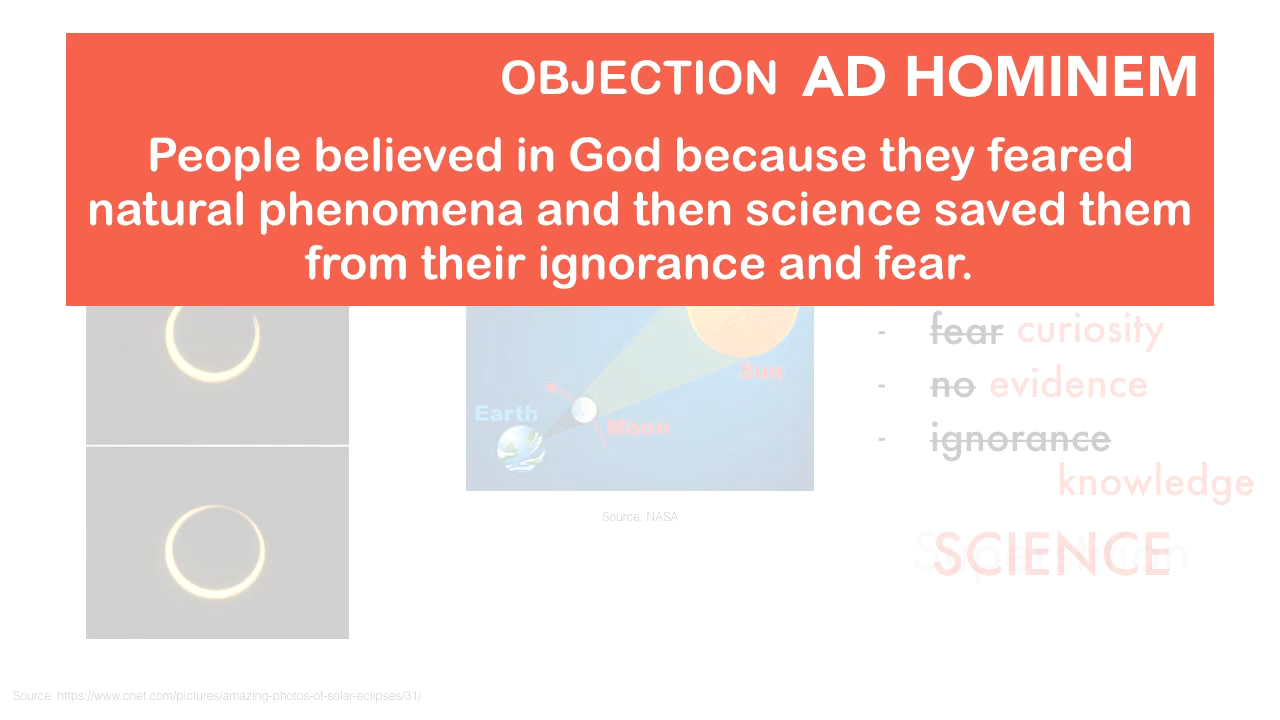 OBJECTION AD HOMINEM
People believed in God because they feared
natural phenomena and then science saved them
from their ignorance and fear.
- fear curiosity
- no evidence
- ignorance
knowledge
SCIENCE
Sun
Earth
Moon
Source: NASA
Source: https://www.cnet.com/pictures/amazing-photos-of-solar-eclipses/31/